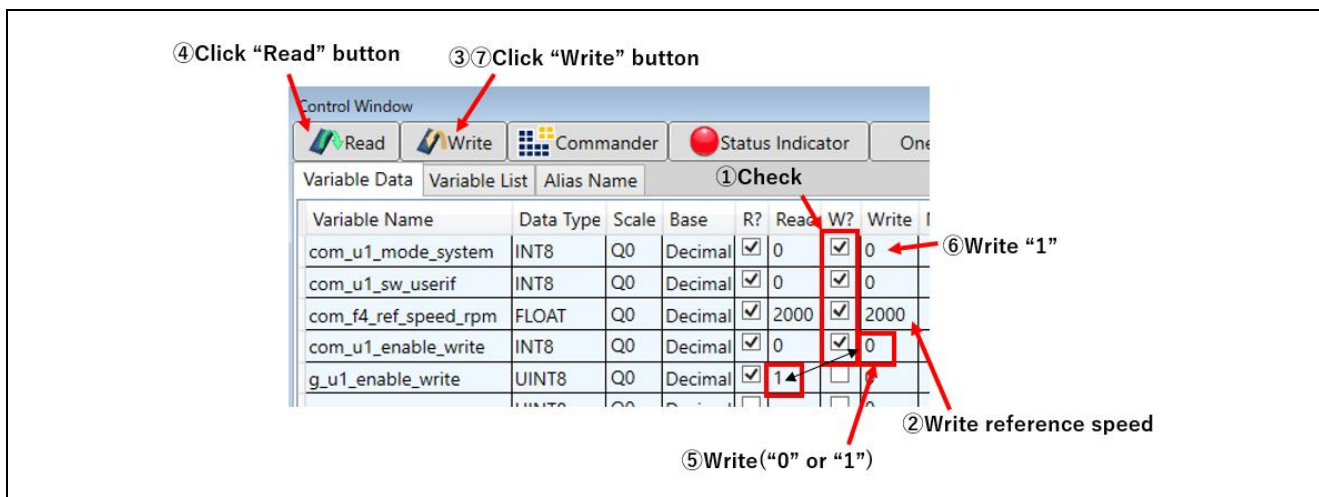 ④Click “Read” button
③⑦Click “Write” button
Control Window
Read Write Commander Status Indicator One
Variable Data Variable List Alias Name
①Check
Variable Name Data Type Scale Base R? Read W? Write
com_u1_mode_system INT8 Q0 Decimal 0 0
⑥Write “1”
com_u1_sw_userif INT8 Q0 Decimal 0 0
com_f4_ref_speed_rpm FLOAT Q0 Decimal 2000 2000
com_u1_enable_write INT8 Q0 Decimal 0 0
g_u1_enable_write UINT8 Q0 Decimal 1
②Write reference speed
⑤Write(“0” or “1”)